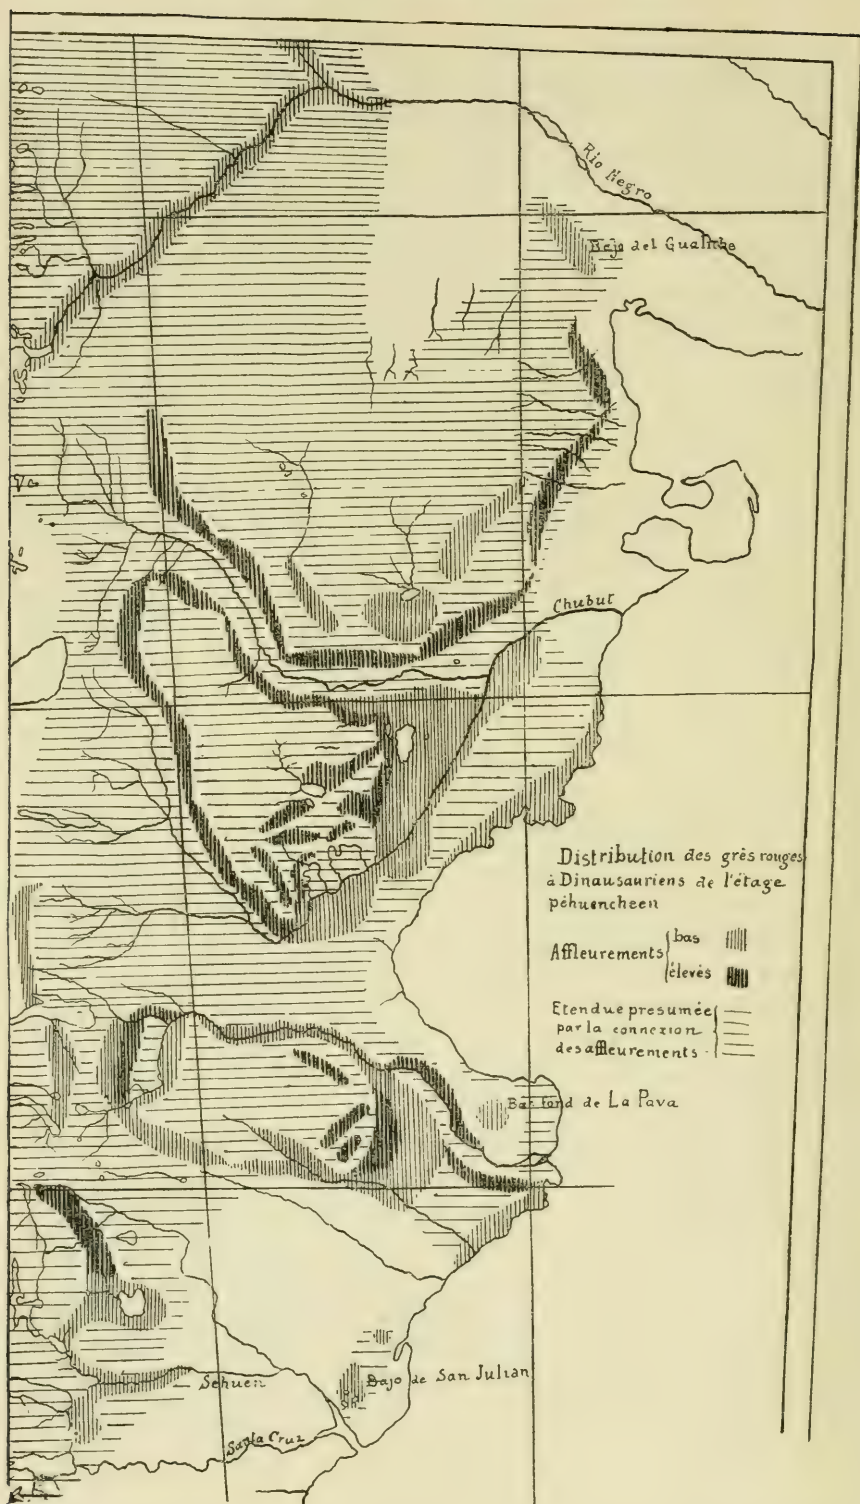 Rio Negro
Bajo del Gualitche
Chubut
Distribution des grès rouges
à Dinausauriens de l'étage
péhuencheen
Affleurements
bas
élevés
Etendue presumée
par la connexion
des affleurements.
Bas fond de La Pava
Sehuen
Bajo de San Julian
Santa Cruz